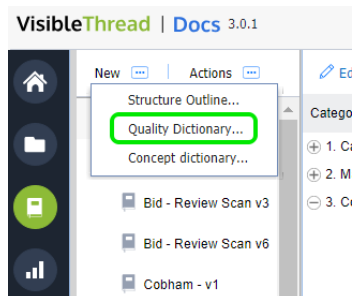 VisibleThread | Docs 3.0.1
New ... | Actions ...
Structure Outline...
Quality Dictionary...
Concept dictionary...
Bid - Review Scan v3
Bid - Review Scan v6
Cobham - v1
Ed
Catego
1. Ca
2. M
3. Co